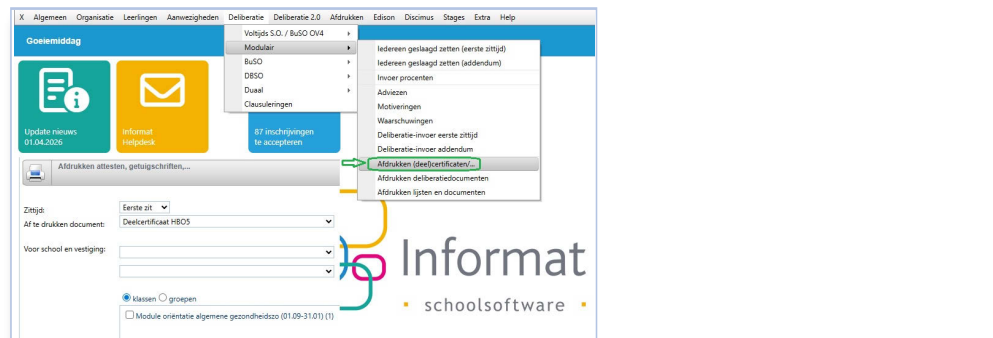 X Algemeen Organisatie Leerlingen Aanwezigheden Deliberatie Deliberatie 2.0 Afdrukken Edison Discimus Stages Extra Help
Goeiemiddag
Voltijds S.O. / BuSO OV4
Modulair
BuSO
DBSO
Duaal
Clausuleringen
Iedereen geslaagd zetten (eerste zittijd)
Iedereen geslaagd zetten (addendum)
Invoer procenten
Adviezen
Motiveringen
Waarschuwingen
Deliberatie-invoer eerste zittijd
Deliberatie-invoer addendum
Afdrukken (deel)certificaten/...
Afdrukken deliberatiedocumenten
Afdrukken lijsten en documenten
Update nieuws
01.04.2026
Informat
Helpdesk
87 inschrijvingen
te accepteren
Afdrukken attesten, getuigschriften,...
Zittijd: Eerste zit
Af te drukken document: Deelcertificaat HBO5
Voor school en vestiging:
klassen groepen
Module oriëntatie algemene gezondheidszo (01.09-31.01) (1)
Informat
schoolsoftware